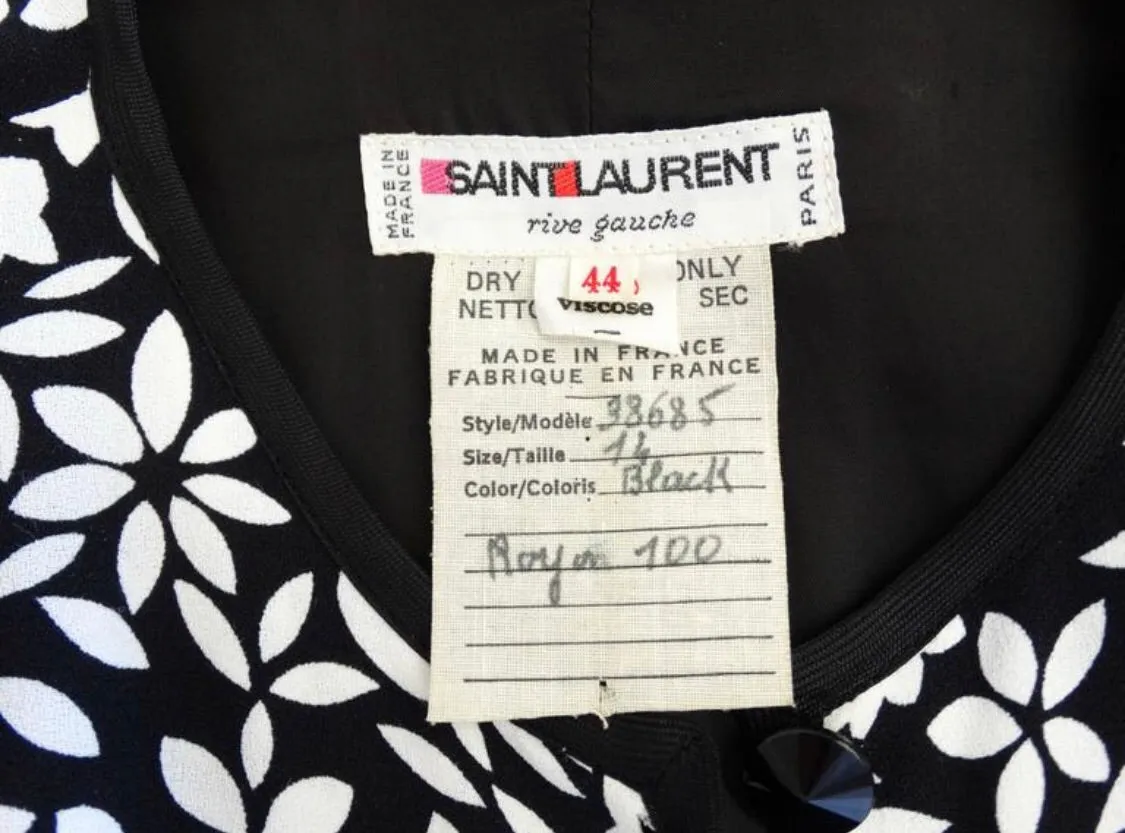 MADE IN
FRANCE
SAINT LAURENT
rive gauche
PARIS
DRY ONLY
44
NETTO SEC
VISCOSE
MADE IN FRANCE
FABRIQUE EN FRANCE
Style/Modèle 38685
Size/Taille 14
Color/Coloris Black
Rayon 100